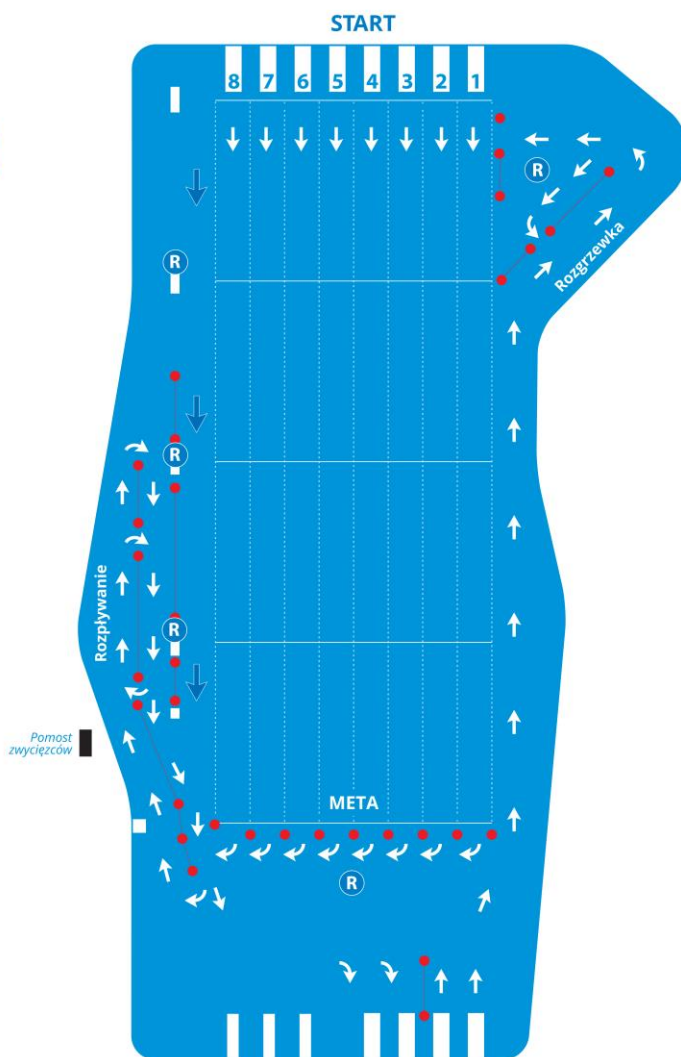 START
8 7 6 5 4 3 2 1
R
R
Rozgrzewka
R
Rozpływanie
R
Pomost
zwycięzców
META
R